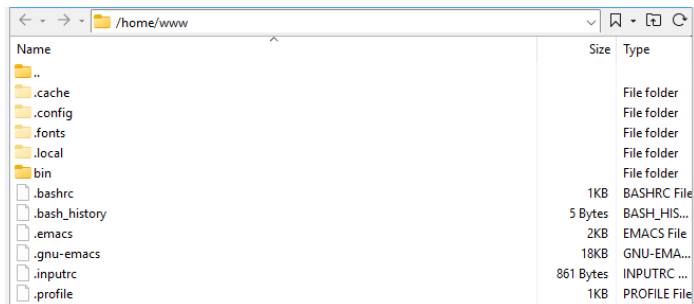 /home/www
Name Size Type
..
.cache File folder
.config File folder
.fonts File folder
.local File folder
bin File folder
.bashrc 1KB BASHRC File
.bash_history 5 Bytes BASH_HIS...
.emacs 2KB EMACS File
.gnu-emacs 18KB GNU-EMA...
.inputrc 861 Bytes INPUTRC ...
.profile 1KB PROFILE File